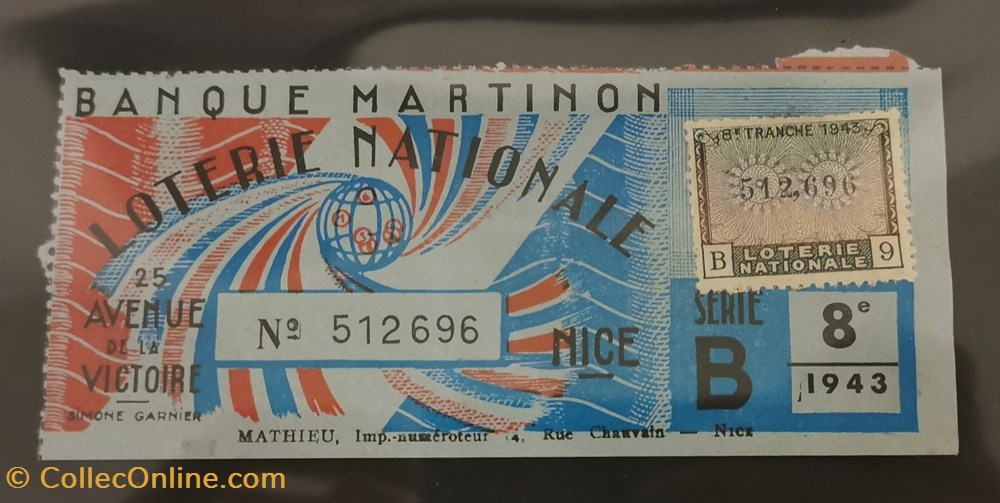 BANQUE MARTINON
LOTERIE NATIONALE
25
AVENUE
DE LA
VICTOIRE
SIMONE GARNIER
Nº 512696
NICE
8e TRANCHE 1943
512,696
B
LOTERIE
NATIONALE
9
SÉRIE
B
8e
1943
MATHIEU, Imp.-numéroteur 4, Rue Chauvain — NICE
© CollecOnline.com